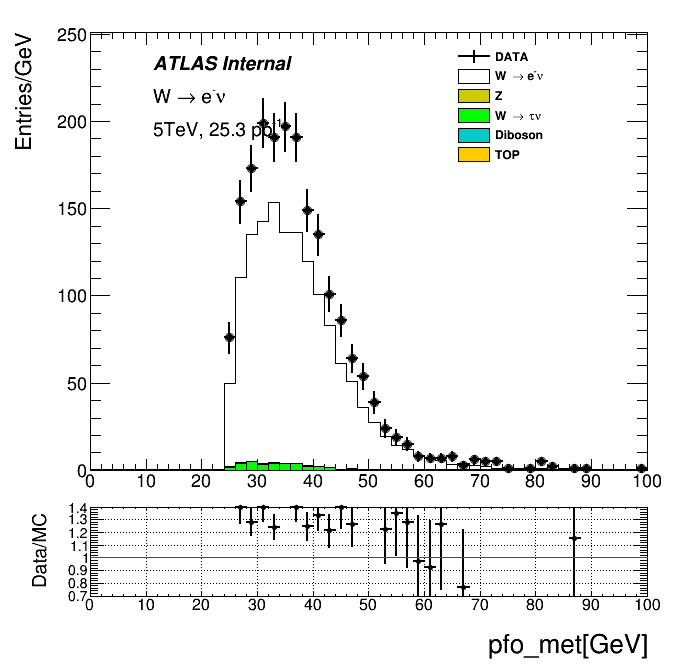 Entries/GeV
250
200
150
100
50
0
ATLAS Internal
W → e⁻ν
5TeV, 25.3 pb⁻¹
DATA
W → e⁻ν
Z
W → τν
Diboson
TOP
0 10 20 30 40 50 60 70 80 90 100
Data/MC
1.4
1.3
1.2
1.1
1
0.9
0.8
0.7
0 10 20 30 40 50 60 70 80 90 100
pfo_met[GeV]